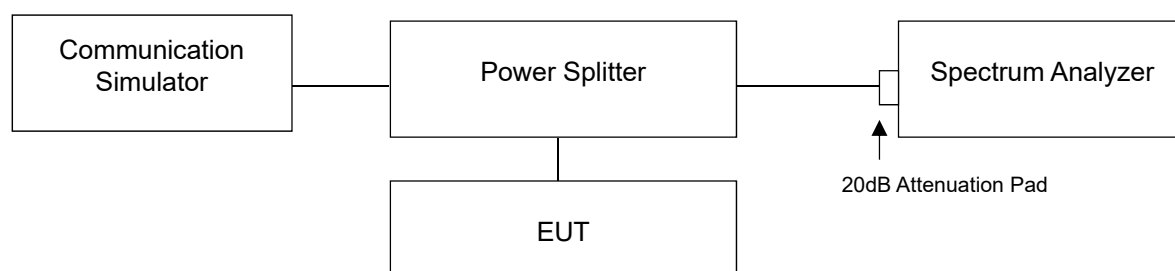 Communication
Simulator
Power Splitter
Spectrum Analyzer
20dB Attenuation Pad
EUT